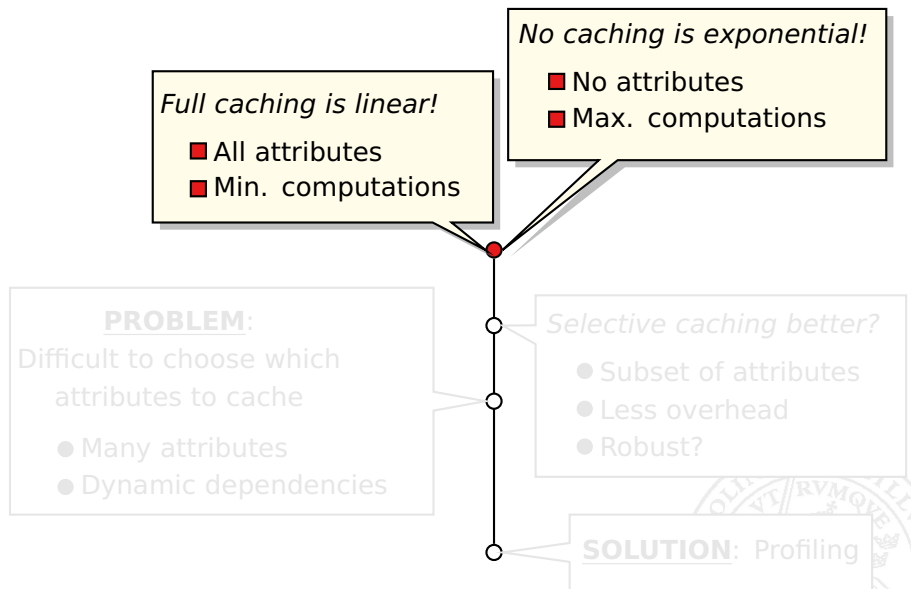 No caching is exponential!
No attributes
Max. computations
Full caching is linear!
All attributes
Min. computations
PROBLEM:
Difficult to choose which
attributes to cache
Many attributes
Dynamic dependencies
Selective caching better?
Subset of attributes
Less overhead
Robust?
SOLUTION: Profiling
VT RVMQVE